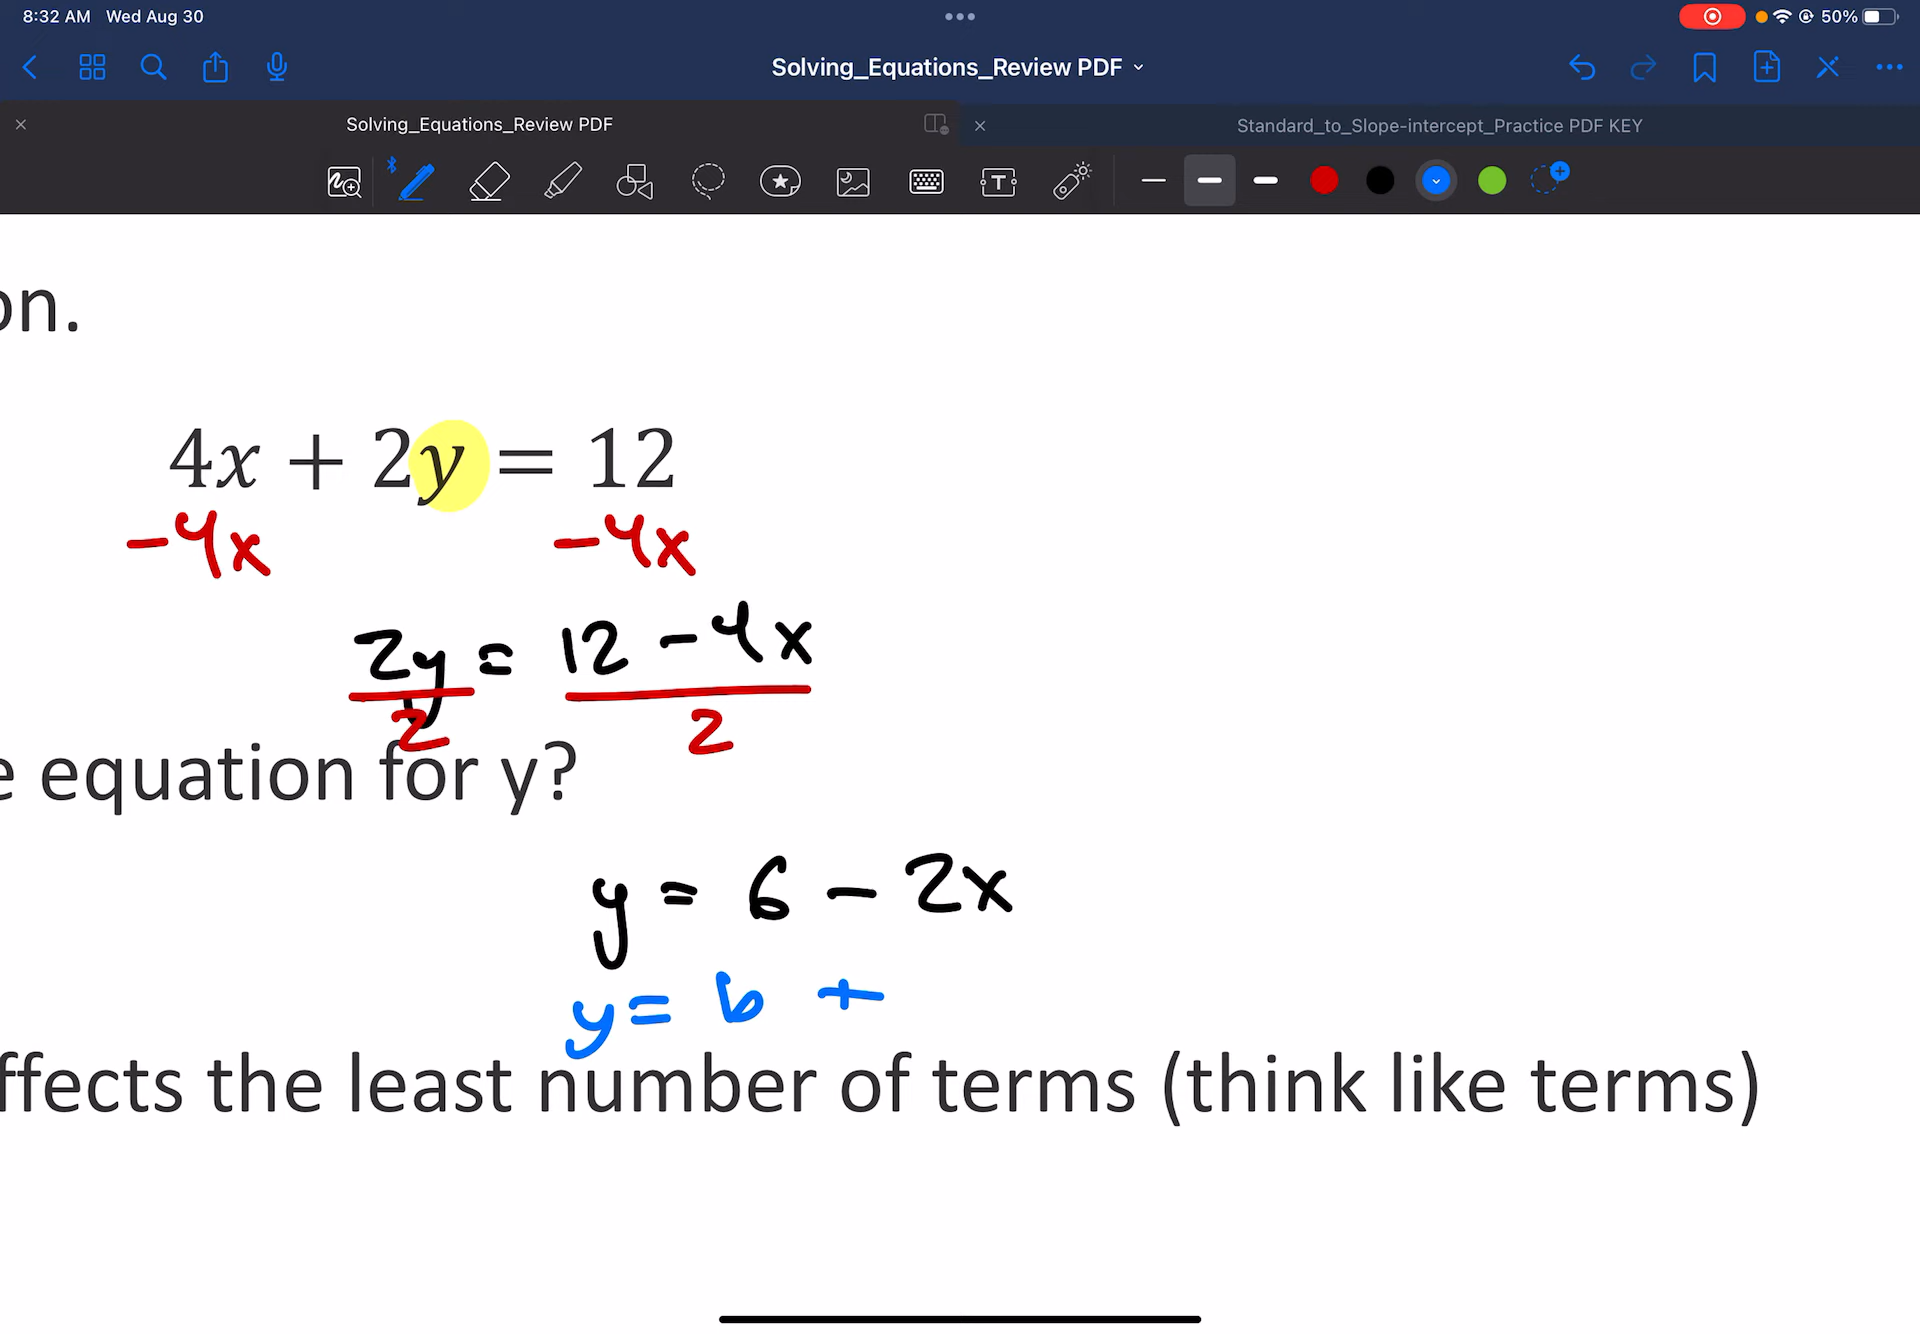 8:32 AM Wed Aug 30
50%
Solving_Equations_Review PDF
Solving_Equations_Review PDF
Standard_to_Slope-intercept_Practice PDF KEY
on.
4x + 2y = 12
-4x -4x
2y = 12 - 4x
2 2
e equation for y?
y = 6 - 2x
y = b +
ffects the least number of terms (think like terms)